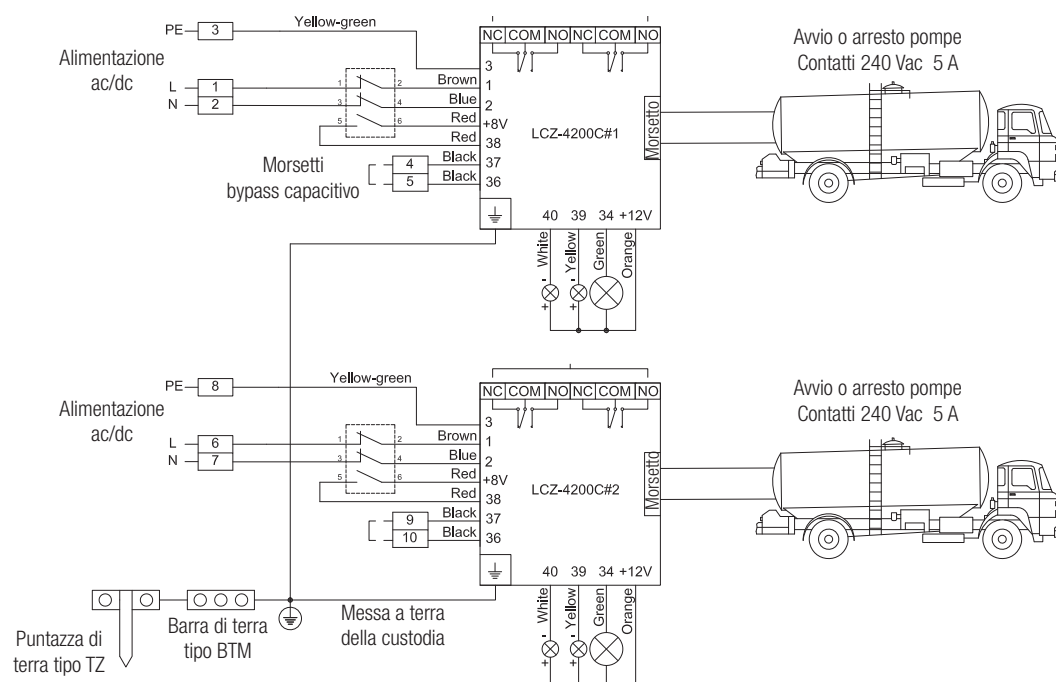 Yellow-green
PE 3
NC COM NO NC COM NO
Avvio o arresto pompe
Contatti 240 Vac 5 A
Alimentazione
ac/dc
3
L 1
1 2
Brown 1
N 2
3 4
Blue 2
5 6
Red +8V
LCZ-4200C#1
Morsetto
Red 38
Morsetti
bypass capacitivo
4 Black 37
5 Black 36
40 39 34 +12V
White
Yellow
Green
Orange
- -
+ +
Yellow-green
PE 8
NC COM NO NC COM NO
Avvio o arresto pompe
Contatti 240 Vac 5 A
Alimentazione
ac/dc
3
L 6
1 2
Brown 1
N 7
3 4
Blue 2
5 6
Red +8V
LCZ-4200C#2
Morsetto
Red 38
9 Black 37
10 Black 36
40 39 34 +12V
White
Yellow
Green
Orange
- -
+ +
Puntazza di
terra tipo TZ
Barra di terra
tipo BTM
Messa a terra
della custodia